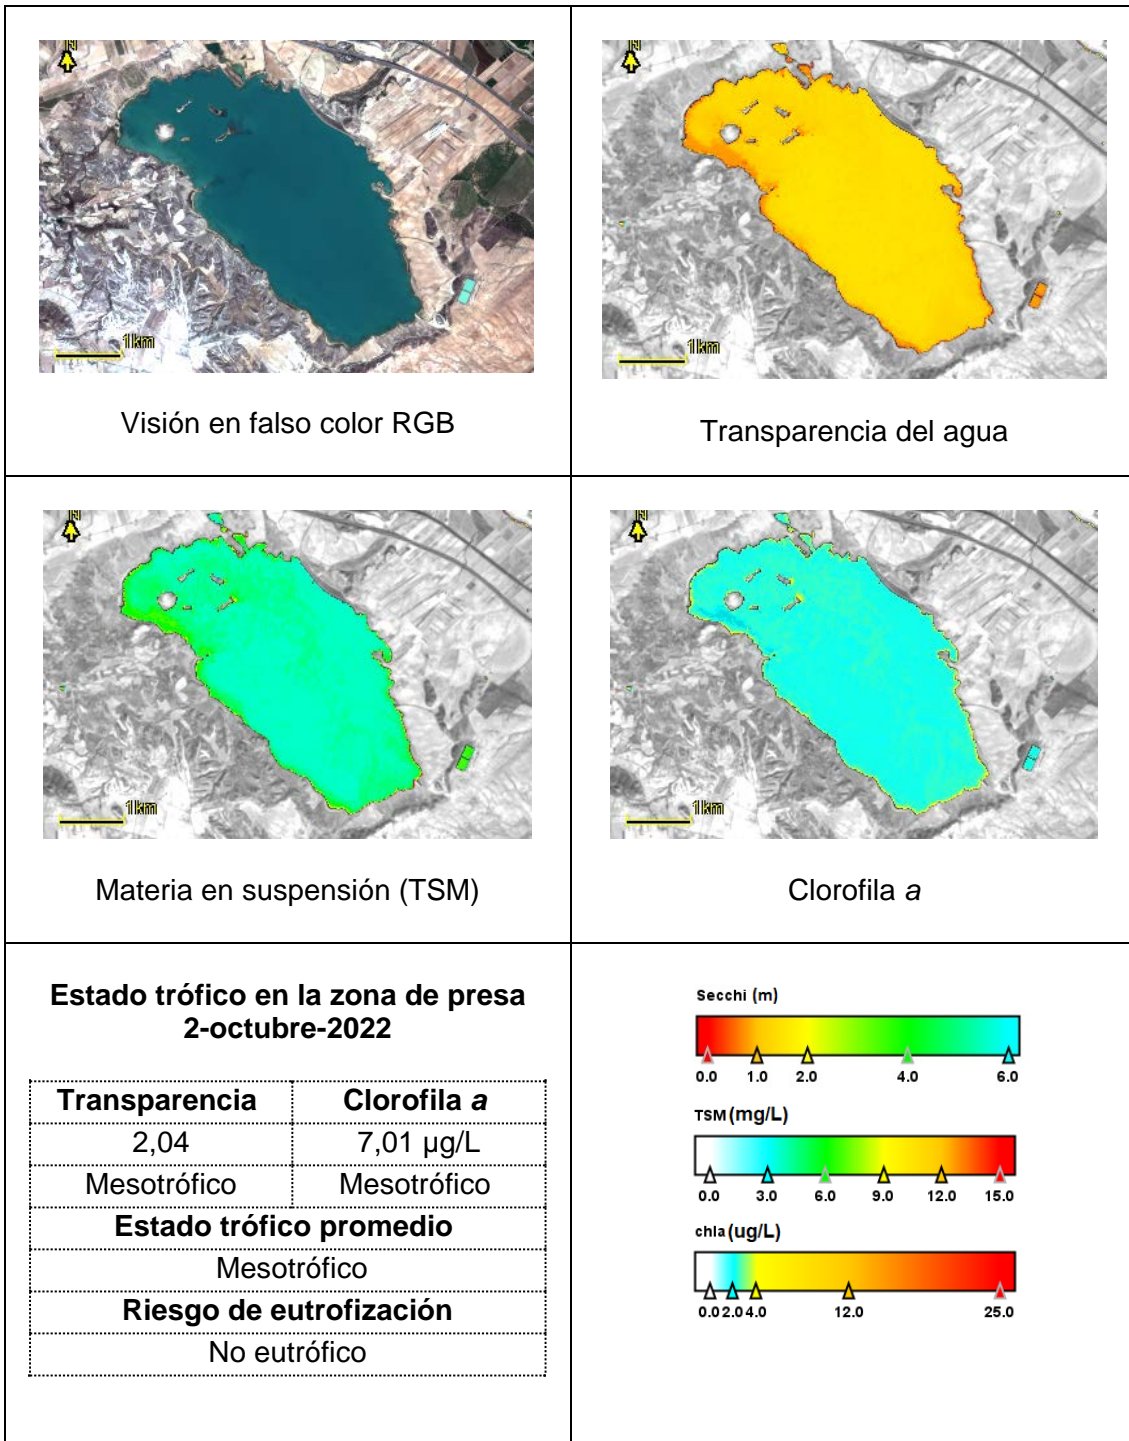 N
1km
Visión en falso color RGB
N
1km
Transparencia del agua
N
1km
Materia en suspensión (TSM)
N
1km
Clorofila a
Estado trófico en la zona de presa
2-octubre-2022
Transparencia Clorofila a
2,04 7,01 µg/L
Mesotrófico Mesotrófico
Estado trófico promedio
Mesotrófico
Riesgo de eutrofización
No eutrófico
Secchi (m)
0.0 1.0 2.0 4.0 6.0
TSM (mg/L)
0.0 3.0 6.0 9.0 12.0 15.0
chla (ug/L)
0.0 2.0 4.0 12.0 25.0